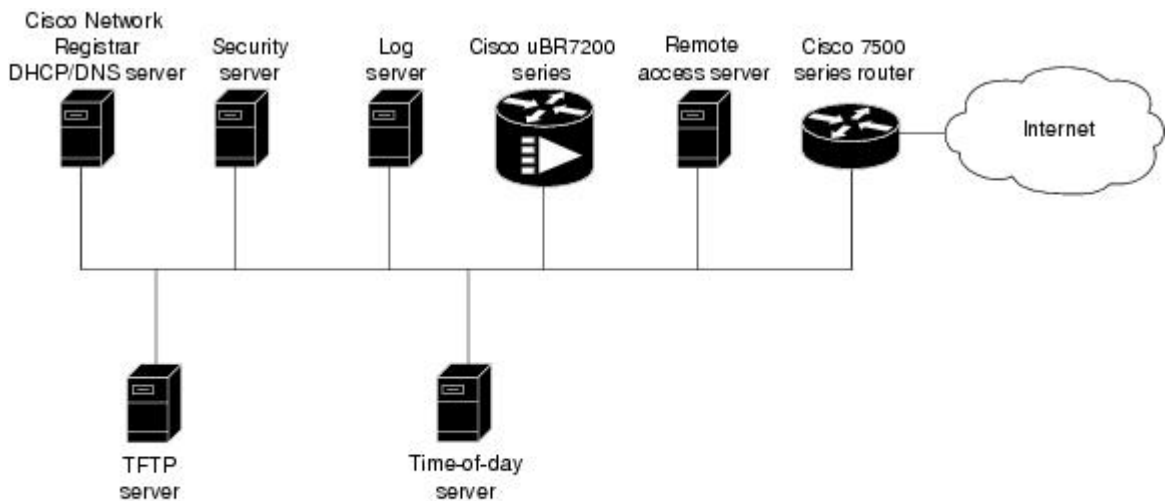 Cisco Network
Registrar
DHCP/DNS server
Security
server
Log
server
Cisco uBR7200
series
Remote
access server
Cisco 7500
series router
Internet
TFTP
server
Time-of-day
server